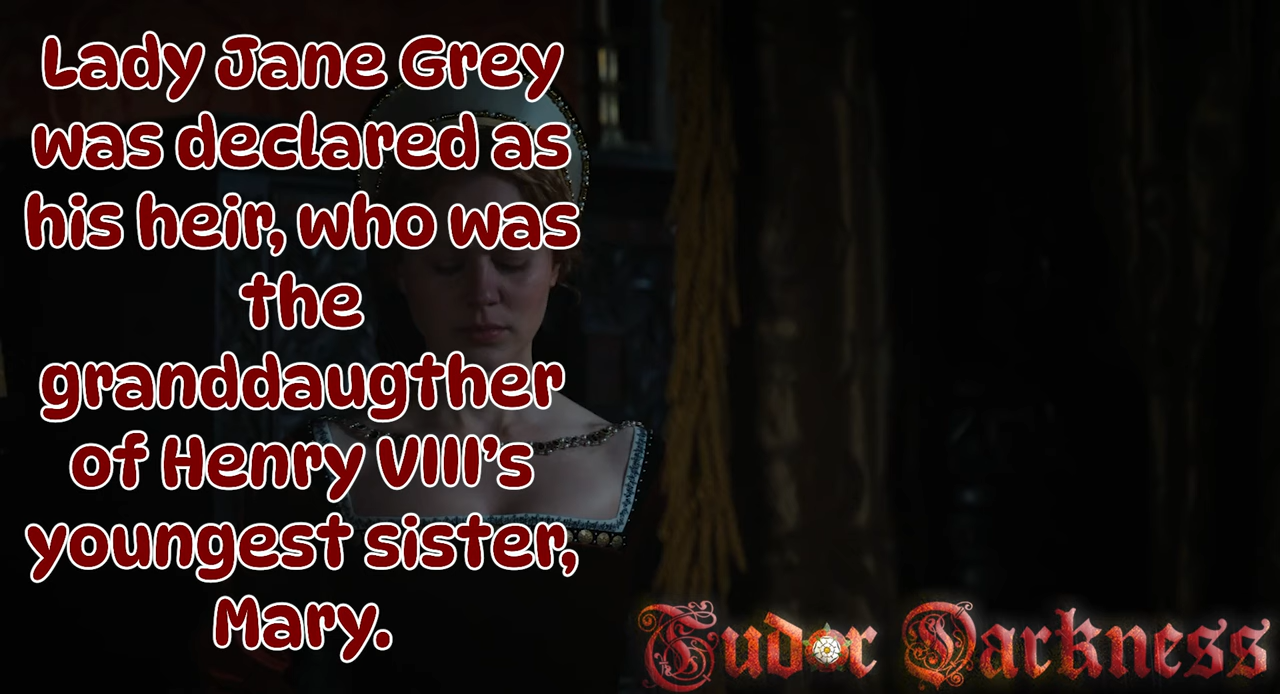 Lady Jane Grey
was declared as
his heir, who was
the
granddaugther
of Henry VIII's
youngest sister,
Mary.
Tudor Darkness